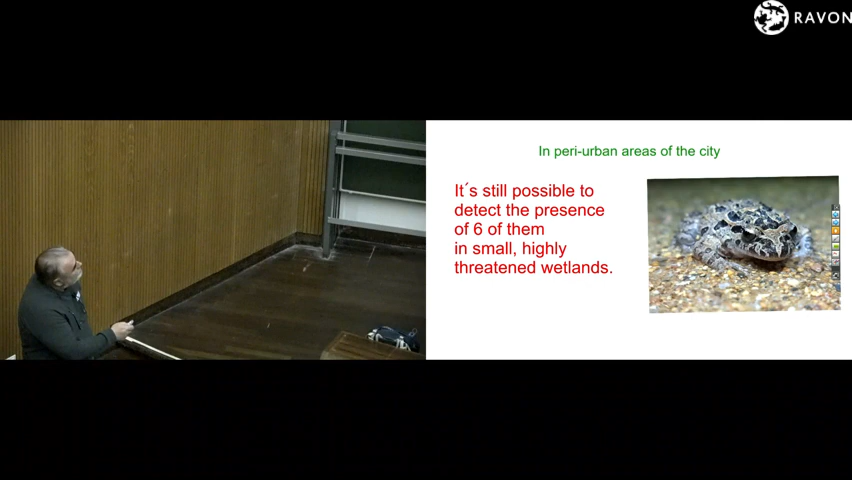 RAVON
In peri-urban areas of the city
It´s still possible to
detect the presence
of 6 of them
in small, highly
threatened wetlands.